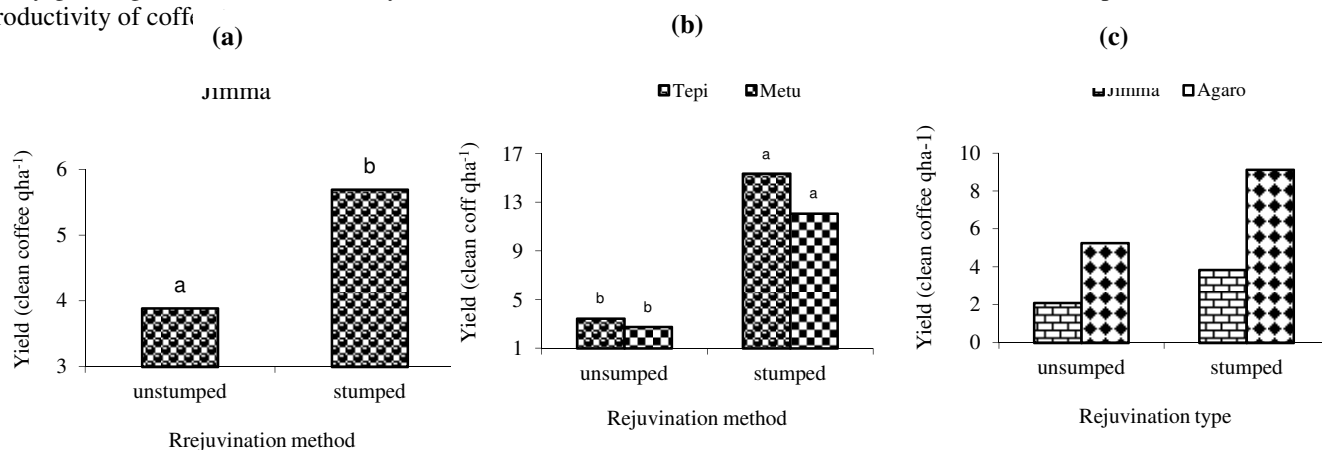 roductivity of coff
(a)
(b)
(c)
Jimma
Tepi Metu
Jimma Agaro
Yield (clean coffee qha-1)
6
5
4
3
a
b
unstumped stumped
Rrejuvination method
Yield (clean coff qha-1)
17
13
9
5
1
b
b
a
a
unsumped stumped
Rejuvination method
Yield (clean coffee qha-1)
10
8
6
4
2
0
unsumped stumped
Rejuvination type